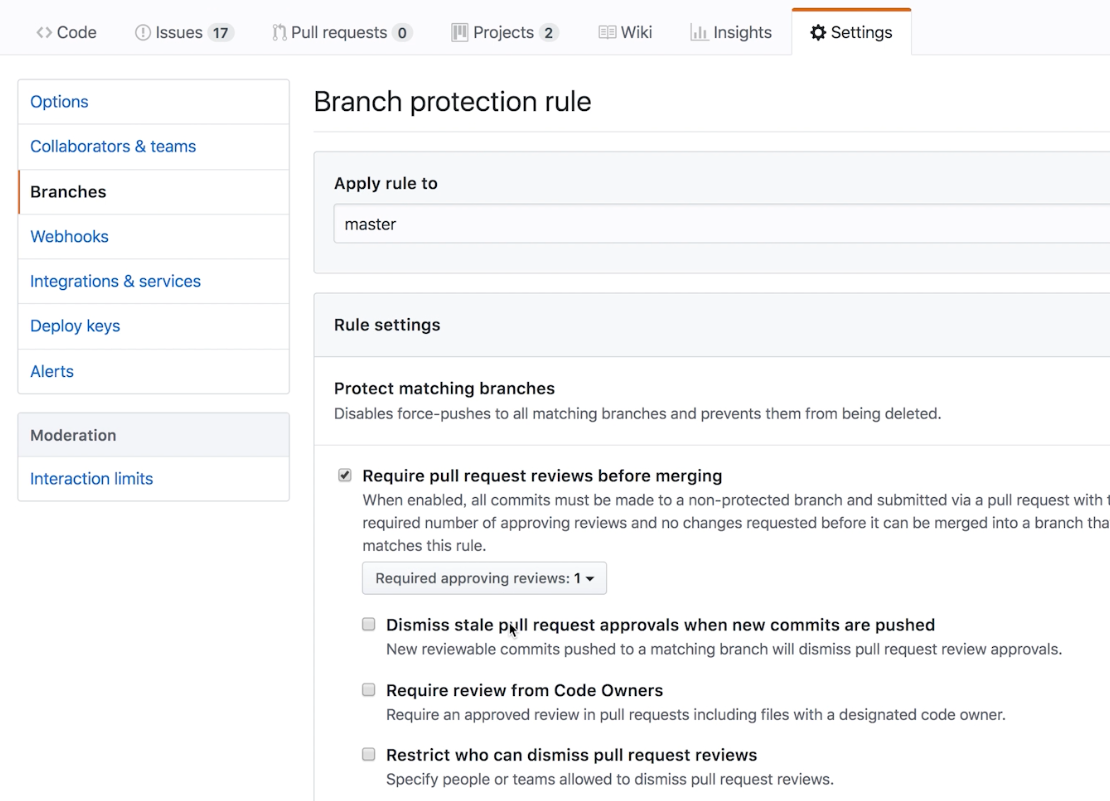 Code Issues 17 Pull requests 0 Projects 2 Wiki Insights Settings
Options
Collaborators & teams
Branches
Webhooks
Integrations & services
Deploy keys
Alerts
Moderation
Interaction limits
Branch protection rule
Apply rule to
master
Rule settings
Protect matching branches
Disables force-pushes to all matching branches and prevents them from being deleted.
Require pull request reviews before merging
When enabled, all commits must be made to a non-protected branch and submitted via a pull request with
required number of approving reviews and no changes requested before it can be merged into a branch
matches this rule.
Required approving reviews: 1
Dismiss stale pull request approvals when new commits are pushed
New reviewable commits pushed to a matching branch will dismiss pull request review approvals.
Require review from Code Owners
Require an approved review in pull requests including files with a designated code owner.
Restrict who can dismiss pull request reviews
Specify people or teams allowed to dismiss pull request reviews.